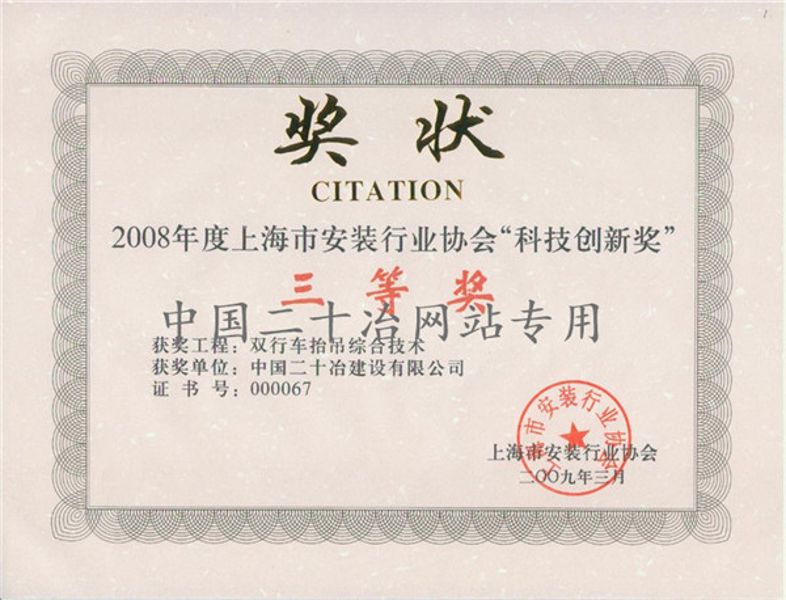 奖状
CITATION
2008年度上海市安装行业协会“科技创新奖”
三等奖
中国二十冶网站专用
获奖工程：双行车抬吊综合技术
获奖单位：中国二十冶建设有限公司
证书号：000067
上海市安装行业协会
上海市安装行业协会
二〇〇九年三月